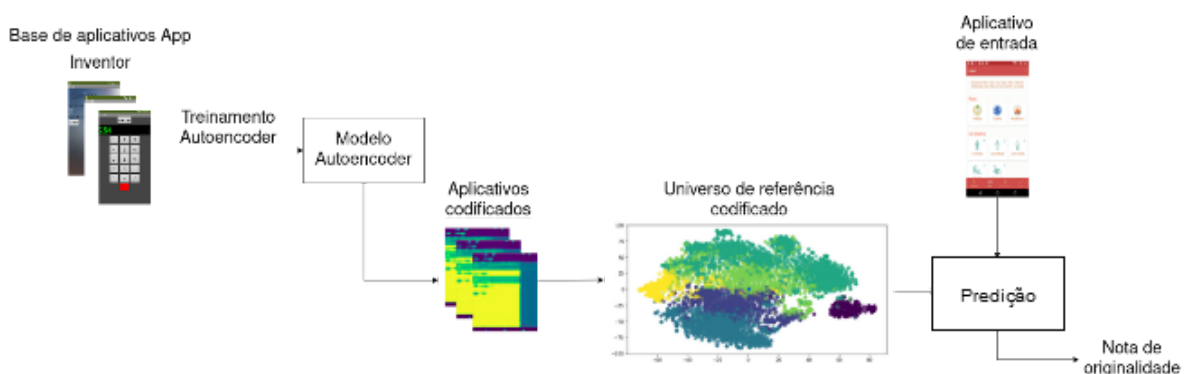 Base de aplicativos App
Inventor
Treinamento
Autoencoder
Modelo
Autoencoder
Aplicativos
codificados
Universo de referência
codificado
Aplicativo
de entrada
Predição
Nota de
originalidade